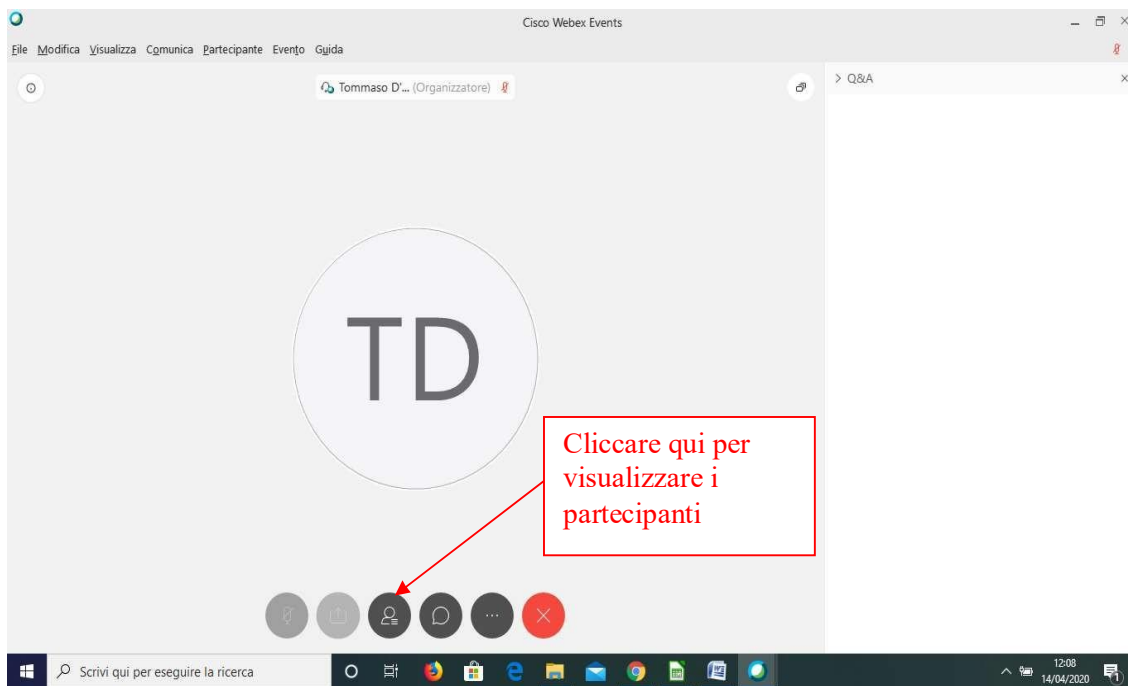 Cisco Webex Events
File Modifica Visualizza Comunica Partecipante Evento Guida
Tommaso D'... (Organizzatore)
> Q&A
TD
Cliccare qui per
visualizzare i
partecipanti
Scrivi qui per eseguire la ricerca
12:08
14/04/2020
1